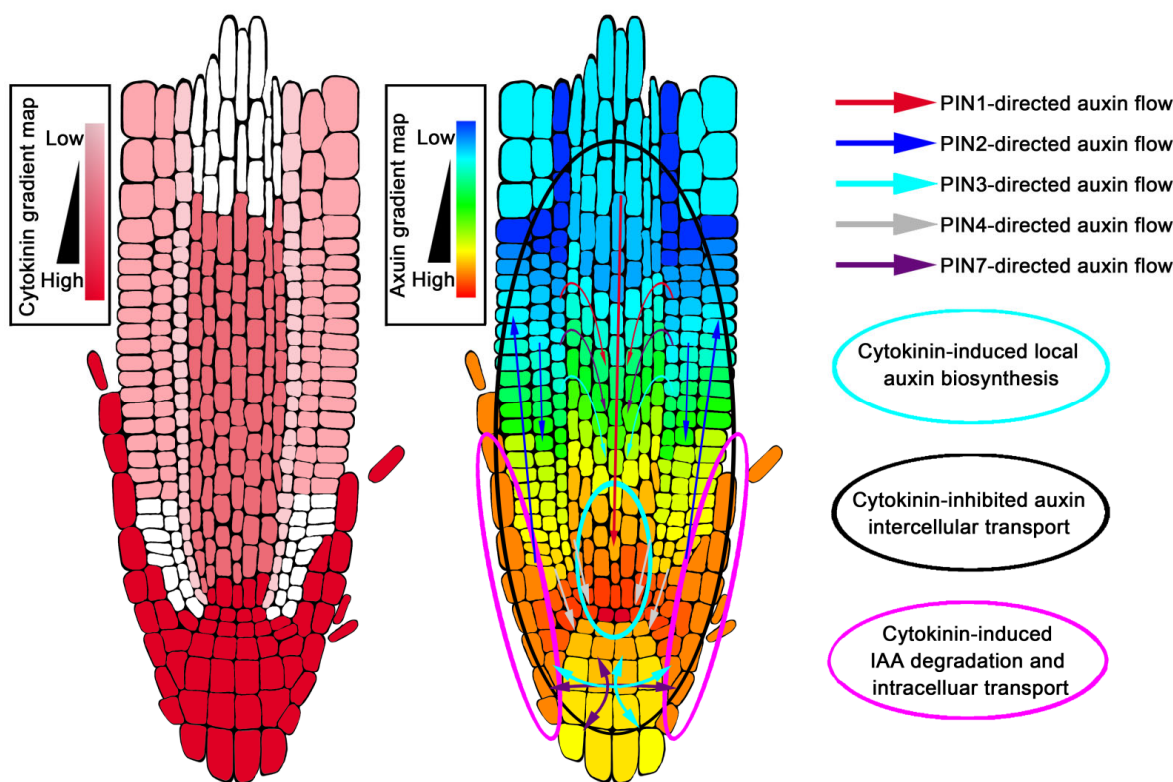 Cytokinin gradient map
Low
High
Axuin gradient map
Low
High
PIN1-directed auxin flow
PIN2-directed auxin flow
PIN3-directed auxin flow
PIN4-directed auxin flow
PIN7-directed auxin flow
Cytokinin-induced local
auxin biosynthesis
Cytokinin-inhibited auxin
intercellular transport
Cytokinin-induced
IAA degradation and
intracelluar transport